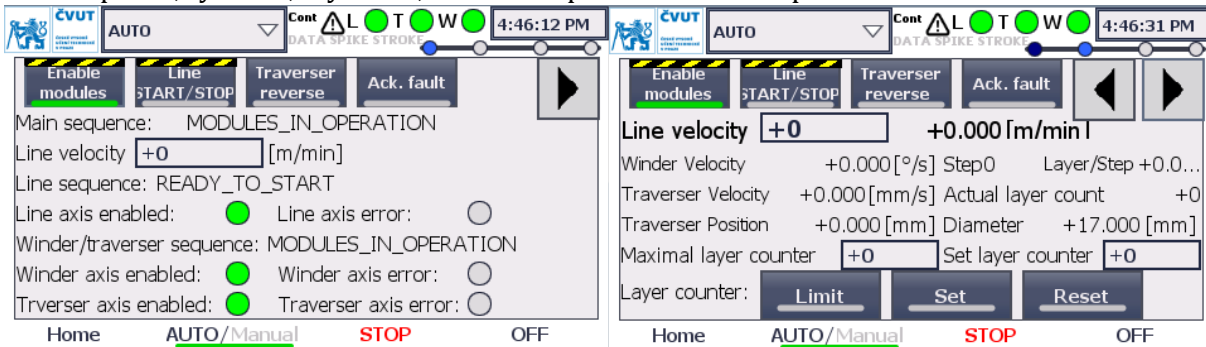 ČVUT
AUTO
Cont L T W
DATA SPIKE STROKE
4:46:12 PM
Enable modules
Line START/STOP
Traverser reverse
Ack. fault
Main sequence: MODULES_IN_OPERATION
Line velocity +0 [m/min]
Line sequence: READY_TO_START
Line axis enabled: Line axis error:
Winder/traverser sequence: MODULES_IN_OPERATION
Winder axis enabled: Winder axis error:
Trverser axis enabled: Traverser axis error:
Home AUTO/Manual STOP OFF
ČVUT
AUTO
Cont L T W
DATA SPIKE STROKE
4:46:31 PM
Enable modules
Line START/STOP
Traverser reverse
Ack. fault
Line velocity +0 +0.000 [m/min]
Winder Velocity +0.000 [°/s] Step0 Layer/Step +0.0...
Traverser Velocity +0.000 [mm/s] Actual layer count +0
Traverser Position +0.000 [mm] Diameter +17.000 [mm]
Maximal layer counter +0 Set layer counter +0
Layer counter: Limit Set Reset
Home AUTO/Manual STOP OFF